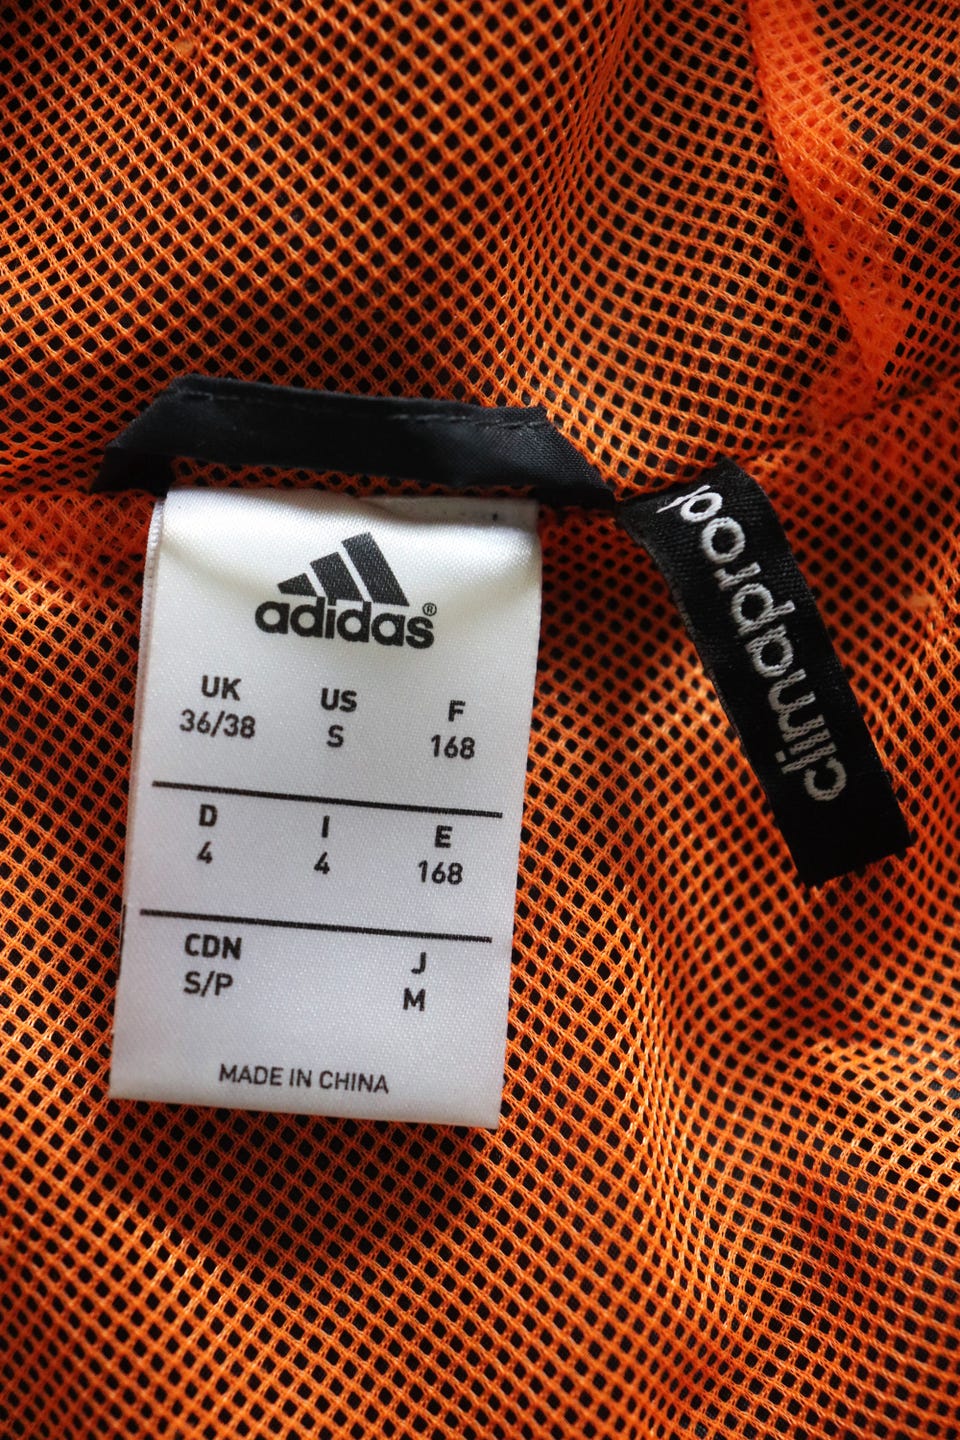 adidas®
UK US F
36/38 S 168
D I E
4 4 168
CDN J
S/P M
MADE IN CHINA
climaproof